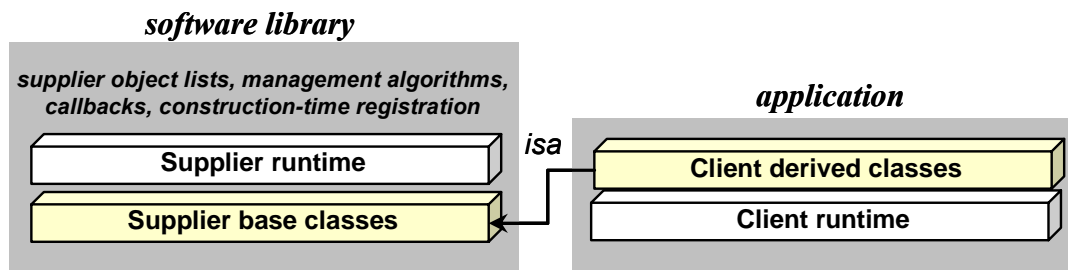 software library
supplier object lists, management algorithms,
callbacks, construction-time registration
Supplier runtime
Supplier base classes
isa
application
Client derived classes
Client runtime